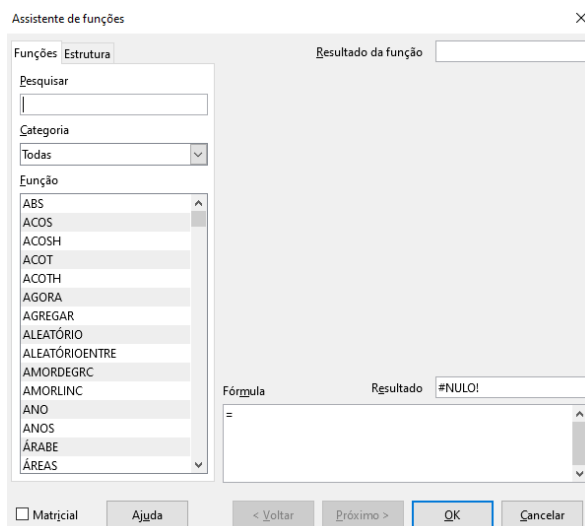 Assistente de funções
Funções Estrutura
Resultado da função
Pesquisar
Categoria
Todas
Função
ABS
ACOS
ACOSH
ACOT
ACOTH
AGORA
AGREGAR
ALEATÓRIO
ALEATÓRIOENTRE
AMORDEGRC
AMORLINC
ANO
ANOS
ÁRABE
ÁREAS
Fórmula Resultado #NULO!
=
Matricial Ajuda < Voltar Próximo > OK Cancelar